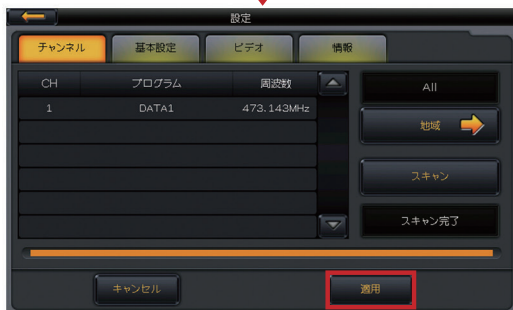 設定
チャンネル 基本設定 ビデオ 情報
CH プログラム 周波数
1 DATA1 473.143MHz
All
地域
スキャン
スキャン完了
キャンセル 適用